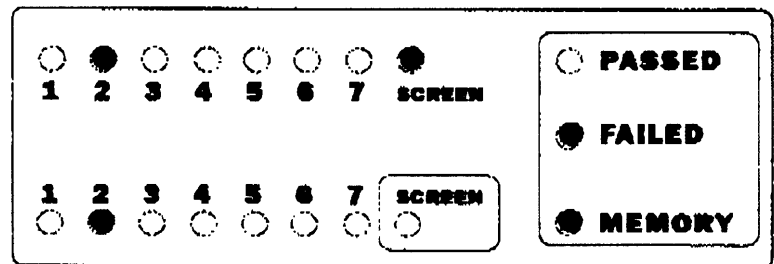 PASSED
1 2 3 4 5 6 7 SCREEN
FAILED
1 2 3 4 5 6 7 SCREEN
MEMORY